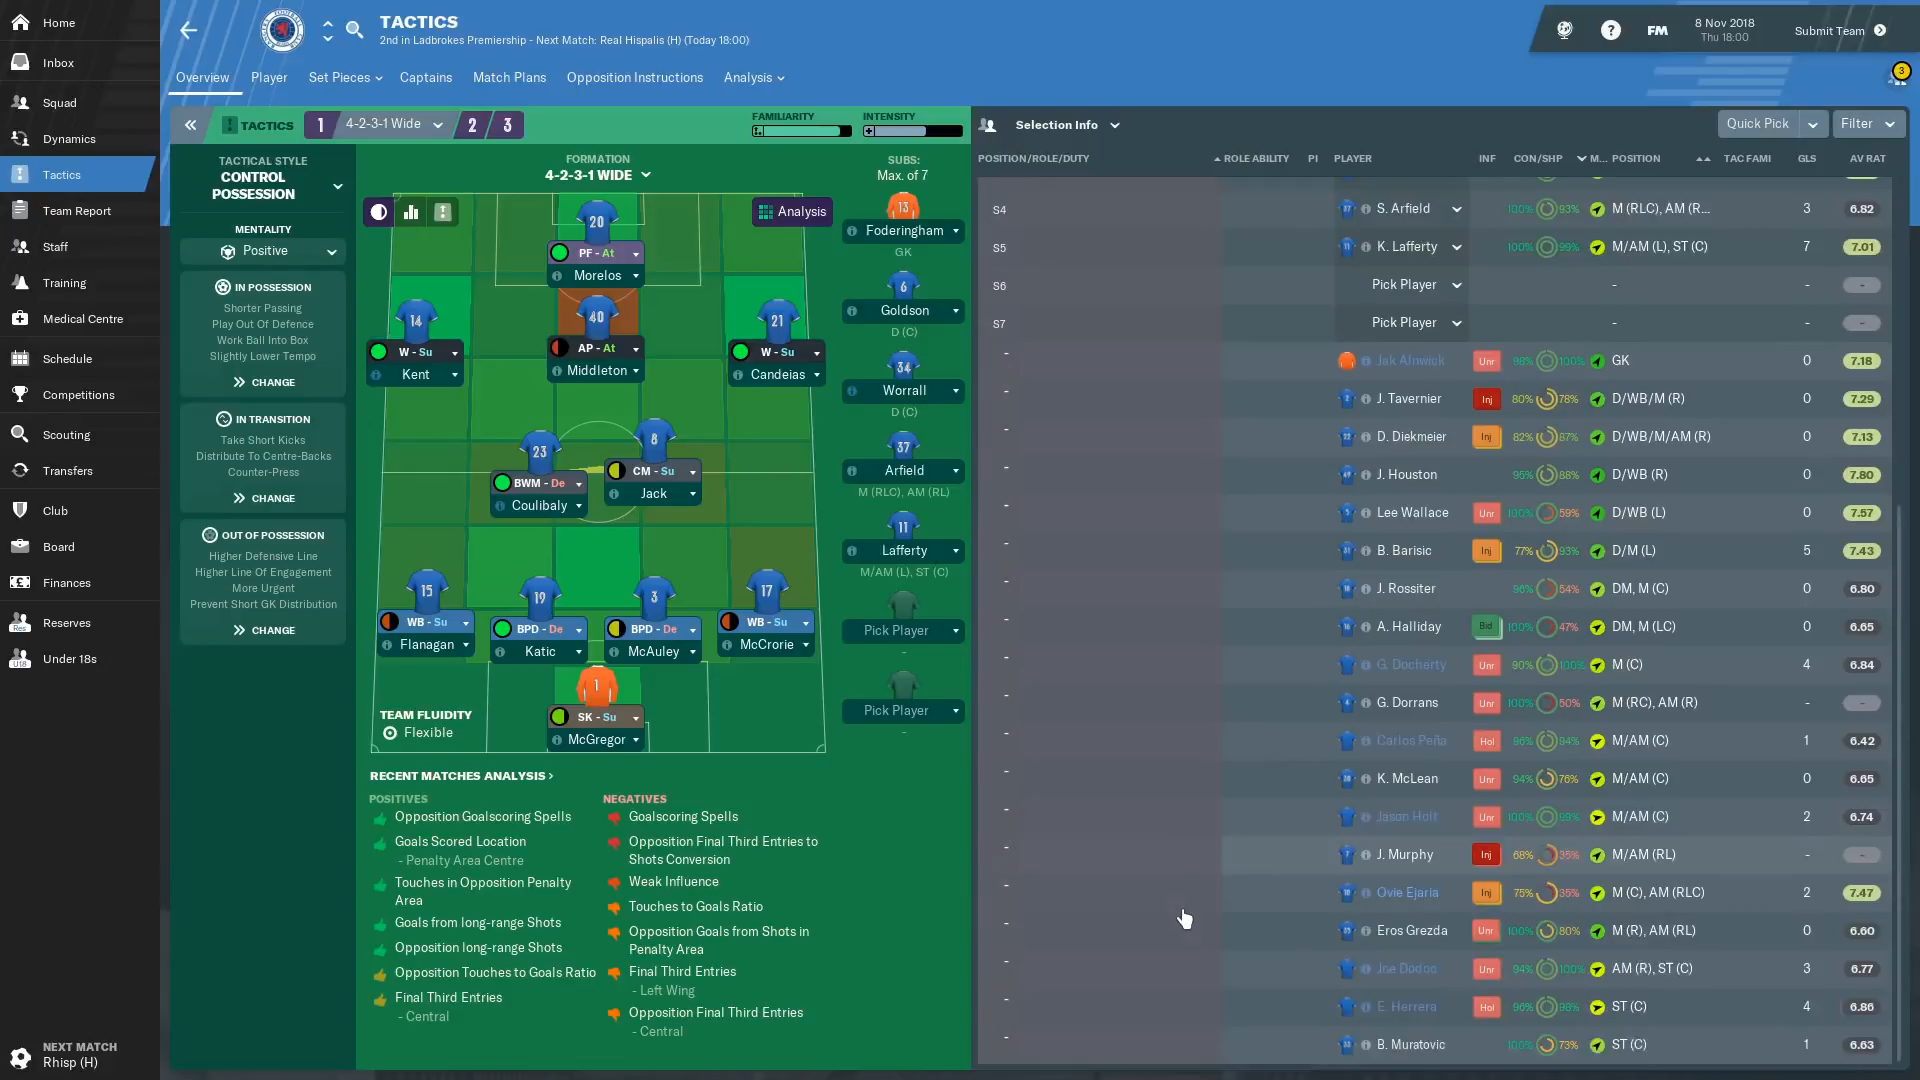 Home
Inbox
Squad
Dynamics
Tactics
Team Report
Staff
Training
Medical Centre
Schedule
Competitions
Scouting
Transfers
Club
Board
Finances
Reserves
Under 18s
NEXT MATCH
Rhisp (H)
TACTICS
2nd in Ladbrokes Premiership - Next Match: Real Hispalis (H) (Today 18:00)
8 Nov 2018
Thu 18:00
FM
Submit Team
3
Overview
Player
Set Pieces
Captains
Match Plans
Opposition Instructions
Analysis
TACTICS
1
4-2-3-1 Wide
2
3
FAMILIARITY
INTENSITY
TACTICAL STYLE
CONTROL
POSSESSION
MENTALITY
Positive
IN POSSESSION
Shorter Passing
Play Out Of Defence
Work Ball Into Box
Slightly Lower Tempo
CHANGE
IN TRANSITION
Take Short Kicks
Distribute To Centre-Backs
Counter-Press
CHANGE
OUT OF POSSESSION
Higher Defensive Line
Higher Line Of Engagement
More Urgent
Prevent Short GK Distribution
CHANGE
FORMATION
4-2-3-1 WIDE
Analysis
20
PF - At
Morelos
14
W - Su
Kent
40
AP - At
Middleton
21
W - Su
Candeias
23
BWM - De
Coulibaly
8
CM - Su
Jack
15
WB - Su
Flanagan
19
BPD - De
Katic
3
BPD - De
McAuley
17
WB - Su
McCrorie
1
SK - Su
McGregor
TEAM FLUIDITY
Flexible
SUBS:
Max. of 7
13
Foderingham
GK
6
Goldson
D (C)
34
Worrall
D (C)
37
Arfield
M (RLC), AM (RL)
11
Lafferty
M/AM (L), ST (C)
Pick Player
-
Pick Player
-
RECENT MATCHES ANALYSIS
POSITIVES
Opposition Goalscoring Spells
Goals Scored Location
- Penalty Area Centre
Touches in Opposition Penalty
Area
Goals from long-range Shots
Opposition long-range Shots
Opposition Touches to Goals Ratio
Final Third Entries
- Central
NEGATIVES
Goalscoring Spells
Opposition Final Third Entries to
Shots Conversion
Weak Influence
Touches to Goals Ratio
Opposition Goals from Shots in
Penalty Area
Final Third Entries
- Left Wing
Opposition Final Third Entries
- Central
Selection Info
Quick Pick
Filter
POSITION/ROLE/DUTY ROLE ABILITY PI PLAYER INF CON/SHP M... POSITION TAC FAMI GLS AV RAT
S4 S. Arfield 100% 93% M (RLC), AM (R... 3 6.82
S5 K. Lafferty 100% 99% M/AM (L), ST (C) 7 7.01
S6 Pick Player - - -
S7 Pick Player - - -
- Jak Alnwick Unr 98% 100% GK 0 7.18
- J. Tavernier Inj 80% 78% D/WB/M (R) 0 7.29
- D. Diekmeier Inj 82% 87% D/WB/M/AM (R) 0 7.13
- J. Houston 95% 88% D/WB (R) 0 7.80
- Lee Wallace Unr 100% 59% D/WB (L) 0 7.57
- B. Barisic Inj 77% 93% D/M (L) 5 7.43
- J. Rossiter 96% 54% DM, M (C) 0 6.80
- A. Halliday Bid 100% 47% DM, M (LC) 0 6.65
- G. Docherty Unr 90% 100% M (C) 4 6.84
- G. Dorrans Unr 100% 50% M (RC), AM (R) - -
- Carlos Peña Hol 96% 94% M/AM (C) 1 6.42
- K. McLean Unr 94% 76% M/AM (C) 0 6.65
- Jason Holt Unr 100% 99% M/AM (C) 2 6.74
- J. Murphy Inj 68% 35% M/AM (RL) - -
- Ovie Ejaria Inj 75% 35% M (C), AM (RLC) 2 7.47
- Eros Grezda Unr 100% 80% M (R), AM (RL) 0 6.60
- Joe Dodoo Unr 94% 100% AM (R), ST (C) 3 6.77
- E. Herrera Hol 96% 98% ST (C) 4 6.86
- B. Muratovic 100% 73% ST (C) 1 6.63